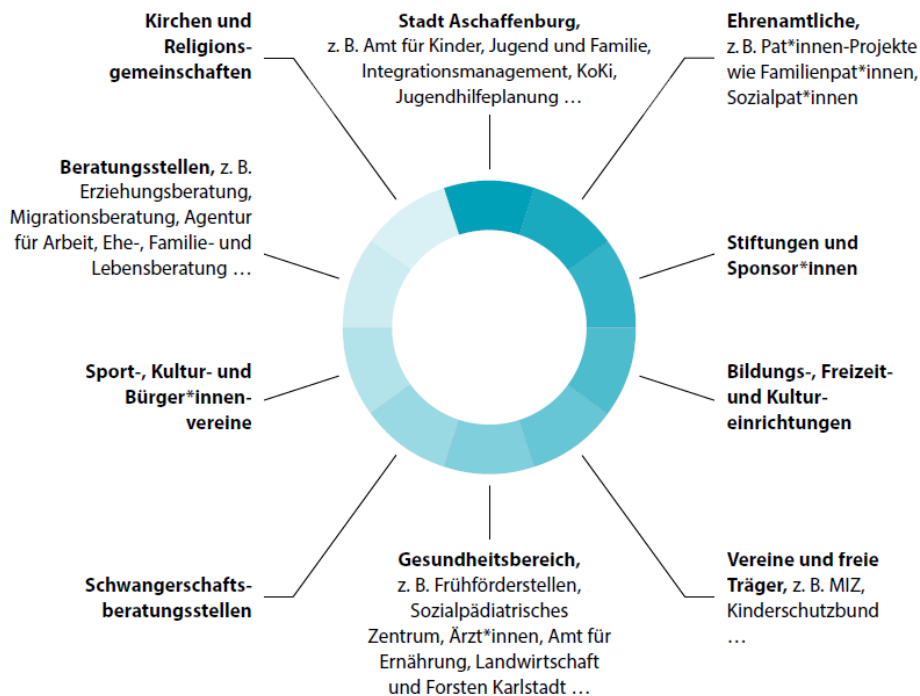 Kirchen und
Religions-
gemeinschaften
Stadt Aschaffenburg,
z. B. Amt für Kinder, Jugend und Familie,
Integrationsmanagement, KoKi,
Jugendhilfeplanung …
Ehrenamtliche,
z. B. Pat*innen-Projekte
wie Familienpat*innen,
Sozialpat*innen
Beratungsstellen, z. B.
Erziehungsberatung,
Migrationsberatung, Agentur
für Arbeit, Ehe-, Familie- und
Lebensberatung …
Stiftungen und
Sponsor*innen
Sport-, Kultur- und
Bürger*innen-
vereine
Bildungs-, Freizeit-
und Kultur-
einrichtungen
Schwangerschafts-
beratungsstellen
Gesundheitsbereich,
z. B. Frühförderstellen,
Sozialpädiatrisches
Zentrum, Ärzt*innen, Amt für
Ernährung, Landwirtschaft
und Forsten Karlstadt …
Vereine und freie
Träger, z. B. MIZ,
Kinderschutzbund
…